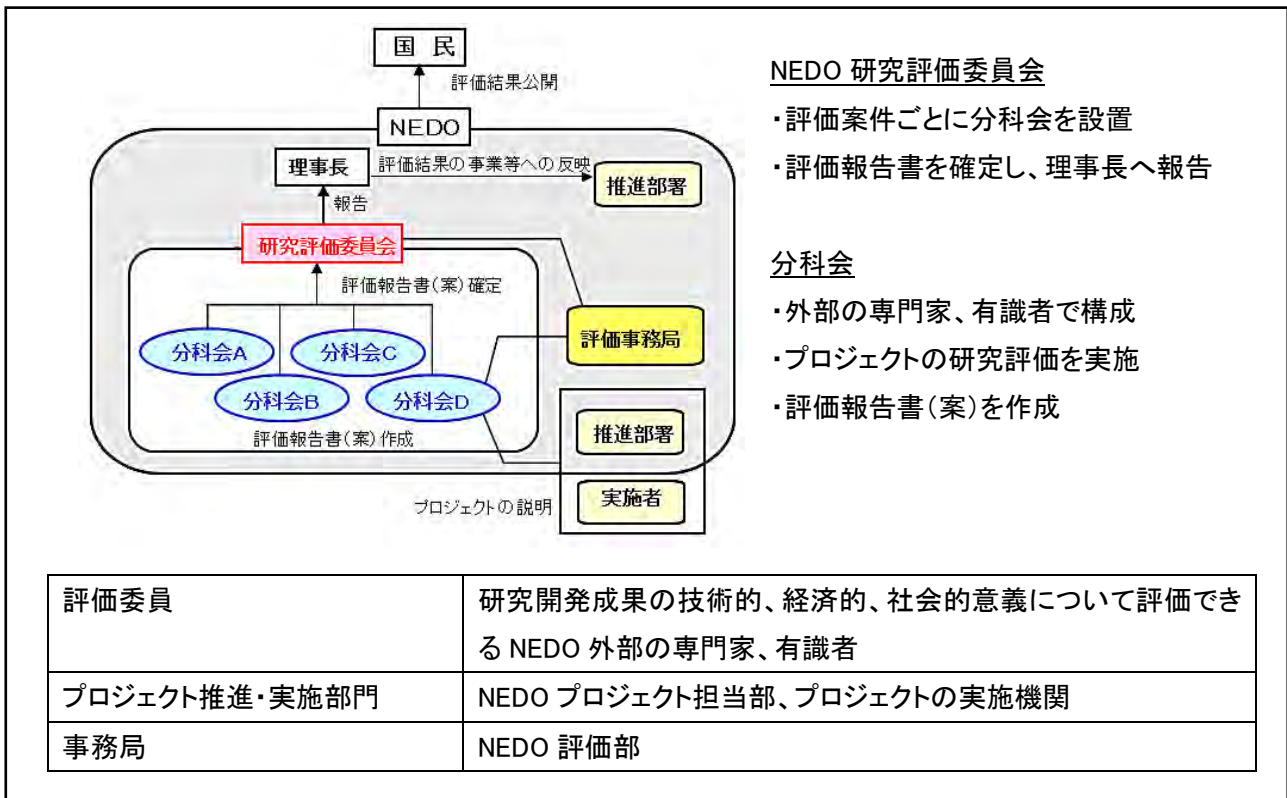 国 民
評価結果公開
NEDO
理事長
評価結果の事業等への反映
推進部署
報告
研究評価委員会
評価報告書(案)確定
評価事務局
分科会A
分科会C
分科会B
分科会D
評価報告書(案)作成
推進部署
実施者
プロジェクトの説明
NEDO 研究評価委員会
・評価案件ごとに分科会を設置
・評価報告書を確定し、理事長へ報告
分科会
・外部の専門家、有識者で構成
・プロジェクトの研究評価を実施
・評価報告書(案)を作成
評価委員
研究開発成果の技術的、経済的、社会的意義について評価でき
る NEDO 外部の専門家、有識者
プロジェクト推進・実施部門
NEDO プロジェクト担当部、プロジェクトの実施機関
事務局
NEDO 評価部